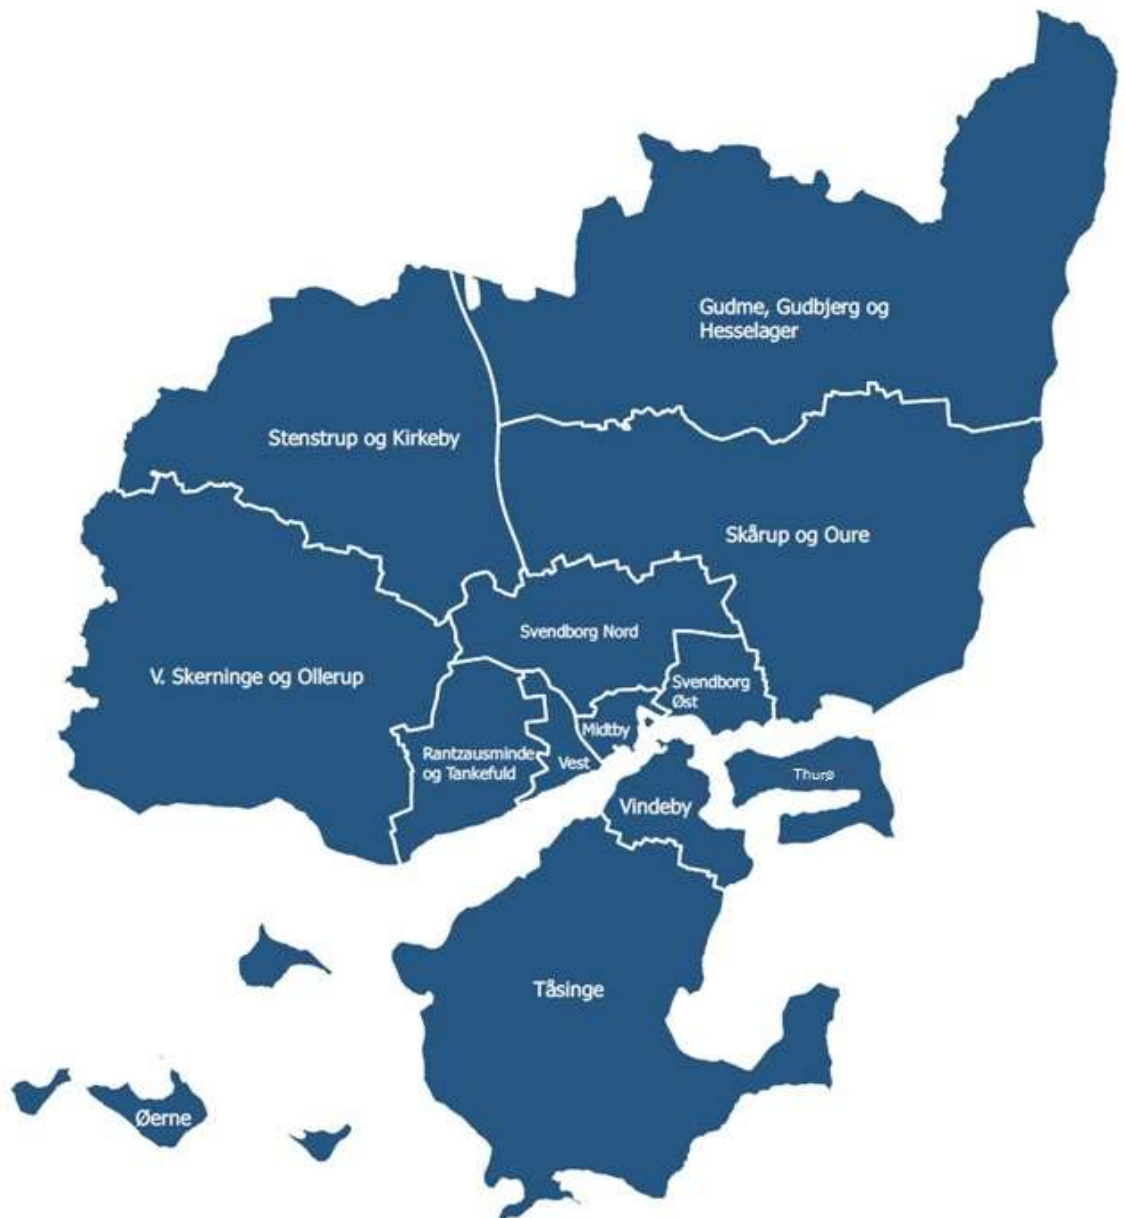 Gudme, Gudbjerg og
Hesselager
Stenstrup og Kirkeby
Skårup og Oure
Svendborg Nord
V. Skerninge og Ollerup
Svendborg
Øst
Midtby
Rantzausminde
og Tankefuld
Vest
Thurø
Vindeby
Tåsinge
Øerne